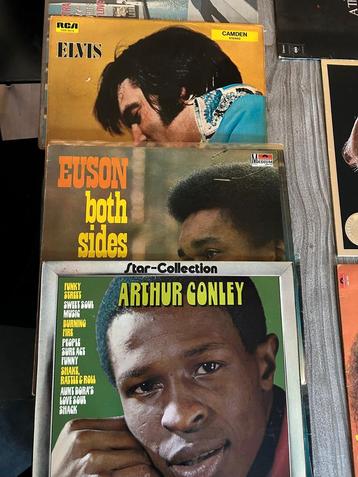 RCA
ELVIS
CAMDEN
STEREO
EUSON
both
sides
Star-Collection
ARTHUR CONLEY
FUNKY
STREET
SWEET SOUL
MUSIC
BURNING
FIRE
PEOPLE
SURE ACT
FUNNY
SHAKE,
RATTLE & ROLL
AUNT DORA'S
LOVE SOUL
SHACK